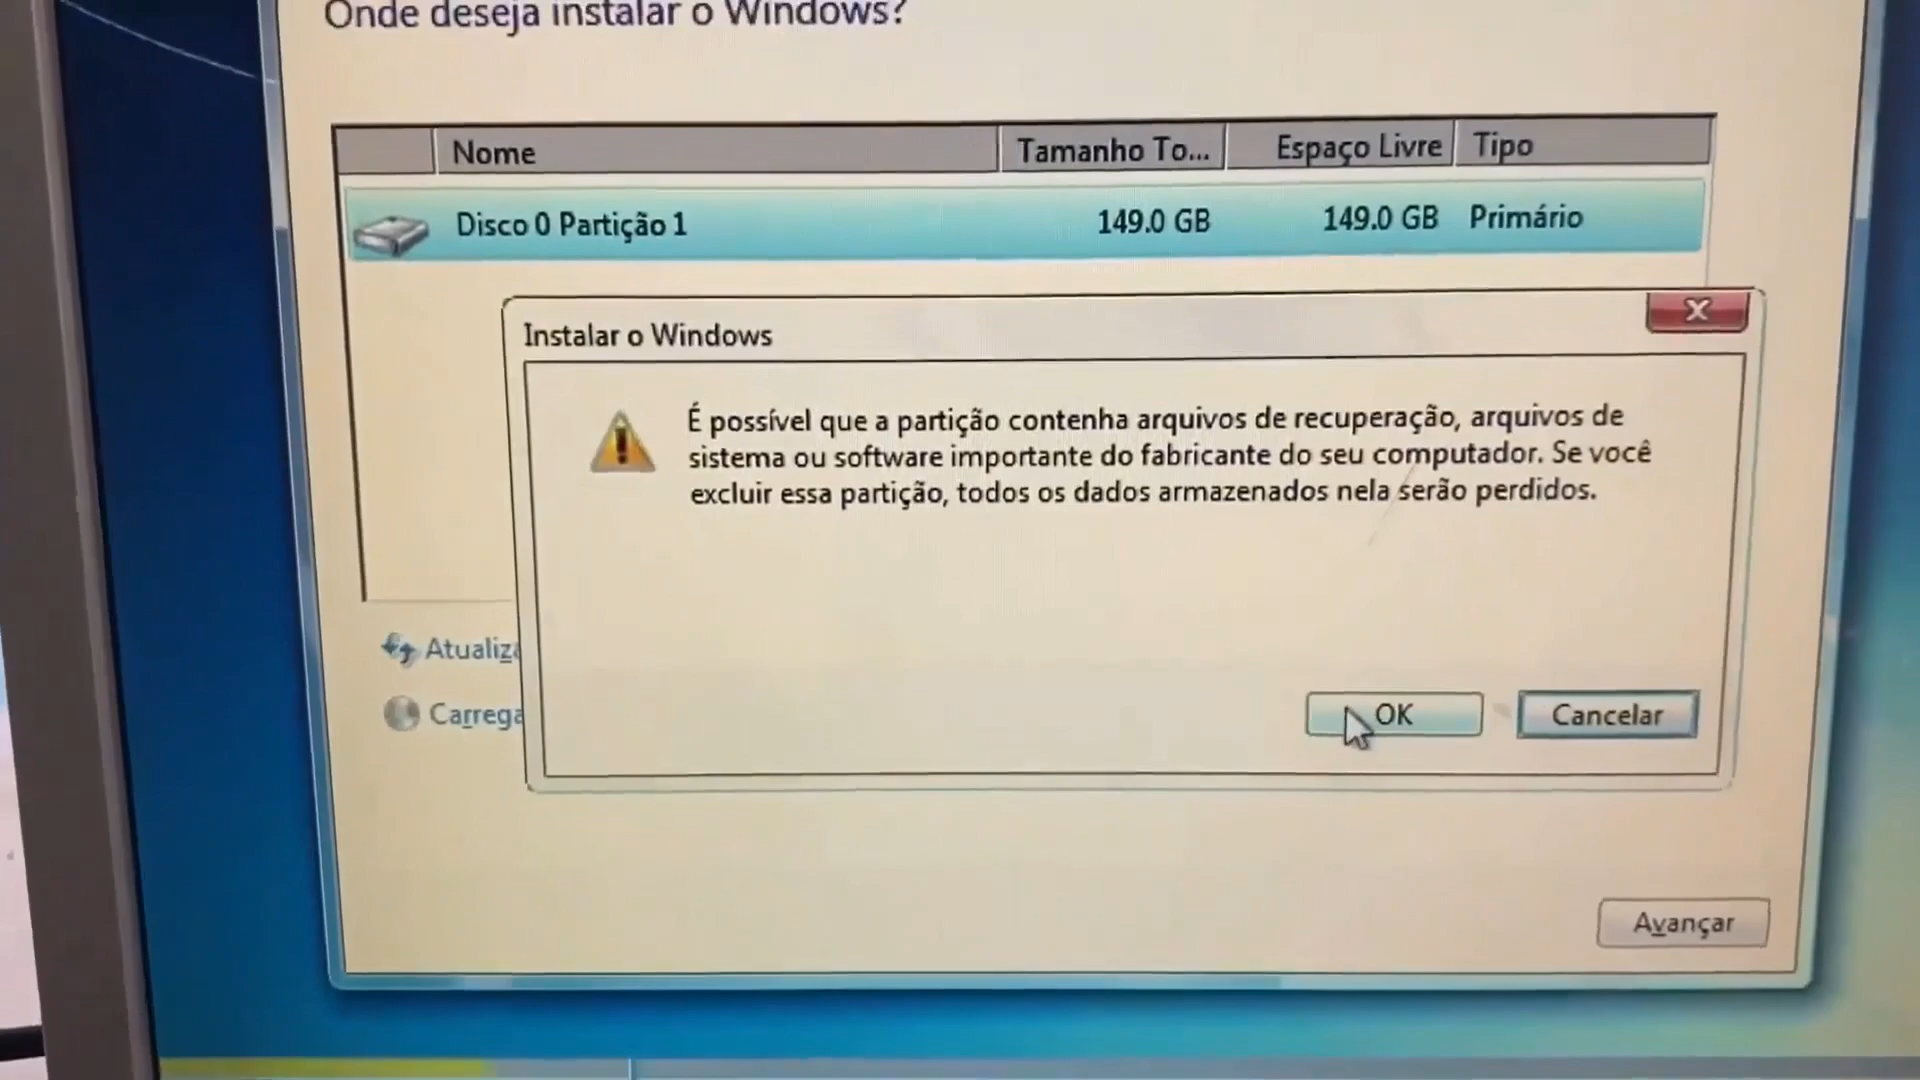 Onde deseja instalar o Windows?
Nome Tamanho To... Espaço Livre Tipo
Disco 0 Partição 1 149.0 GB 149.0 GB Primário
Instalar o Windows
É possível que a partição contenha arquivos de recuperação, arquivos de
sistema ou software importante do fabricante do seu computador. Se você
excluir essa partição, todos os dados armazenados nela serão perdidos.
Atualiza
Carrega
OK Cancelar
Avançar